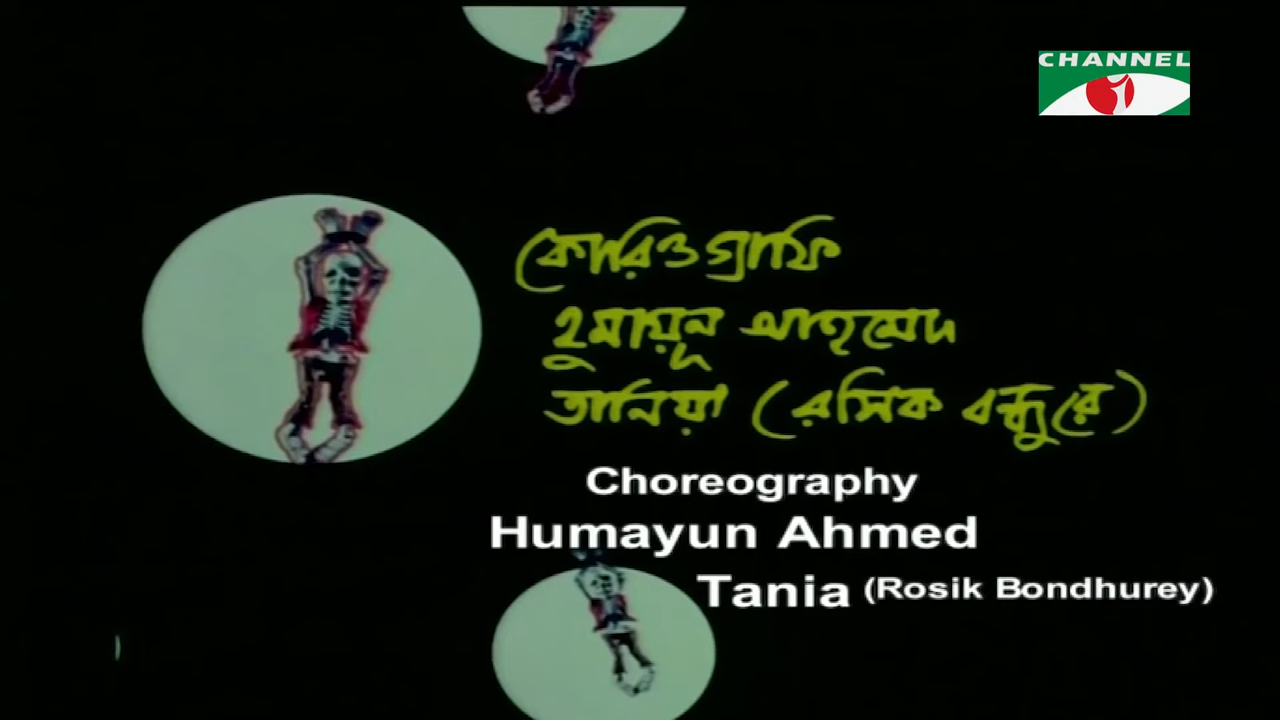 CHANNEL i
কোরিওগ্রাফি
হুমায়ূন আহমেদ
তানিয়া (রসিক বন্ধুরে)
Choreography
Humayun Ahmed
Tania (Rosik Bondhurey)